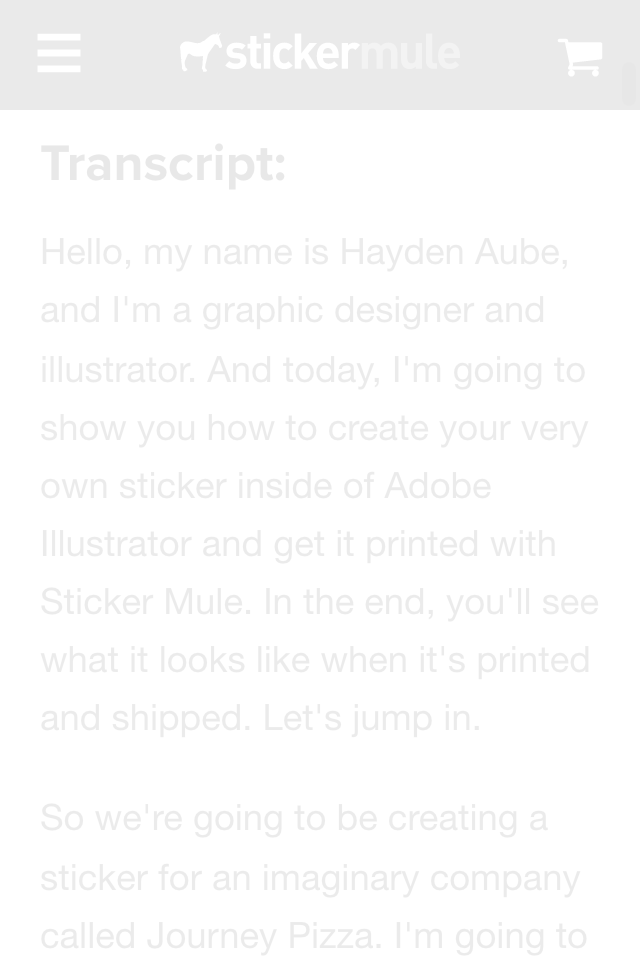 stickermule
Transcript:
Hello, my name is Hayden Aube,
and I'm a graphic designer and
illustrator. And today, I'm going to
show you how to create your very
own sticker inside of Adobe
Illustrator and get it printed with
Sticker Mule. In the end, you'll see
what it looks like when it's printed
and shipped. Let's jump in.
So we're going to be creating a
sticker for an imaginary company
called Journey Pizza. I'm going to